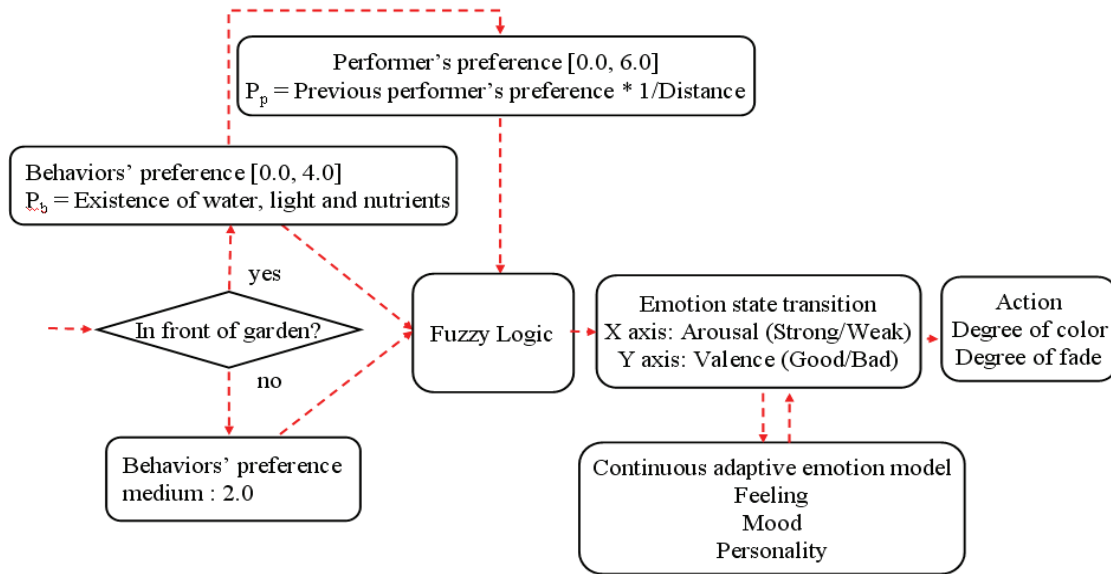 Performer's preference [0.0, 6.0]
Pp = Previous performer's preference * 1/Distance
Behaviors' preference [0.0, 4.0]
Pb = Existence of water, light and nutrients
yes
In front of garden?
no
Behaviors' preference
medium : 2.0
Fuzzy Logic
Emotion state transition
X axis: Arousal (Strong/Weak)
Y axis: Valence (Good/Bad)
Action
Degree of color
Degree of fade
Continuous adaptive emotion model
Feeling
Mood
Personality